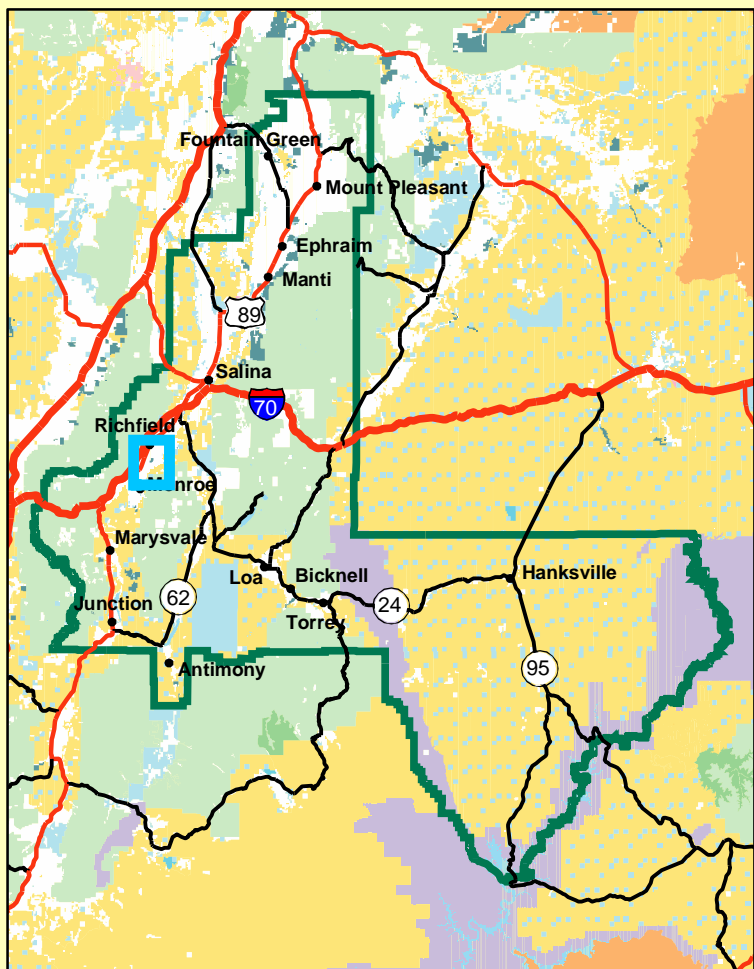 Fountain Green
Mount Pleasant
Ephraim
Manti
89
Salina
70
Richfield
Monroe
Marysvale
Loa
Bicknell
Hanksville
62
24
Junction
Torrey
Antimony
95